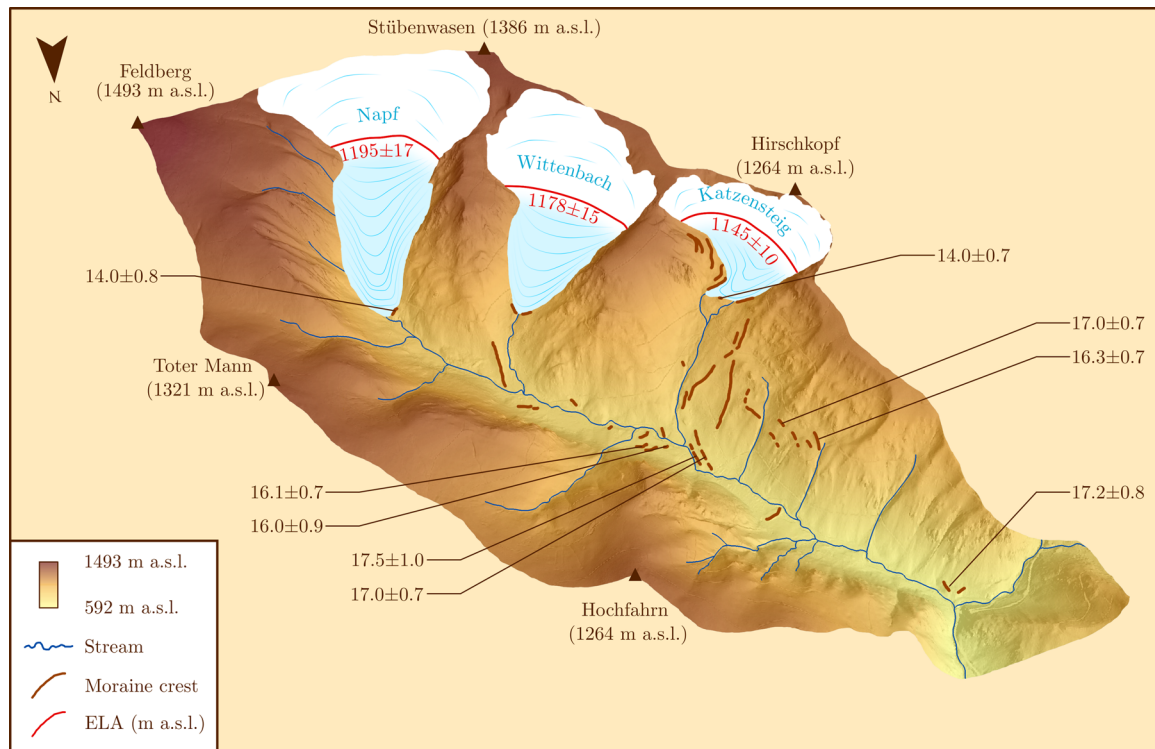 Stübenwasen (1386 m a.s.l.)
Feldberg
(1493 m a.s.l.)
N
Napf
1195±17
Wittenbach
1178±15
Hirschkopf
(1264 m a.s.l.)
Katzensteig
1145±10
14.0±0.7
14.0±0.8
17.0±0.7
16.3±0.7
Toter Mann
(1321 m a.s.l.)
16.1±0.7
16.0±0.9
17.5±1.0
17.0±0.7
17.2±0.8
Hochfahrn
(1264 m a.s.l.)
1493 m a.s.l.
592 m a.s.l.
Stream
Moraine crest
ELA (m a.s.l.)